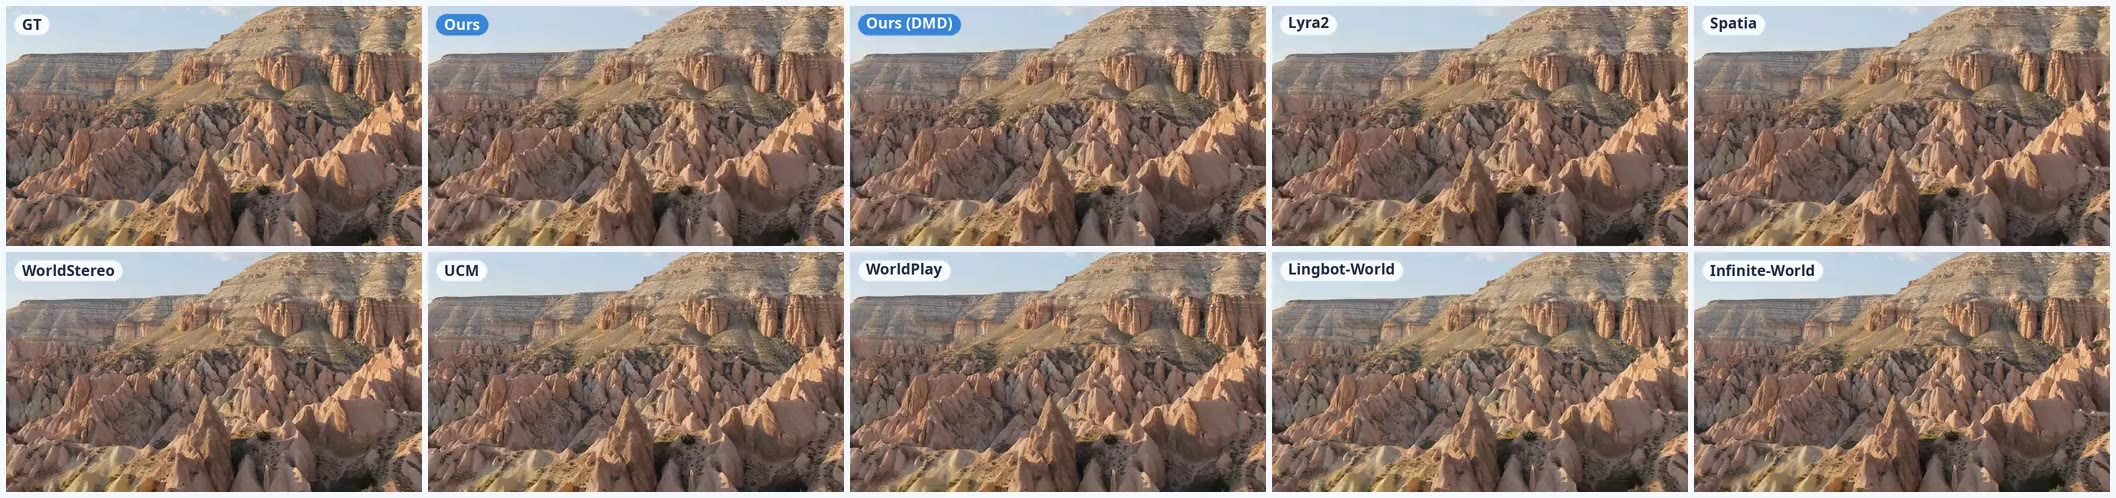 GT
Ours
Ours (DMD)
Lyra2
Spatia
WorldStereo
UCM
WorldPlay
Lingbot-World
Infinite-World